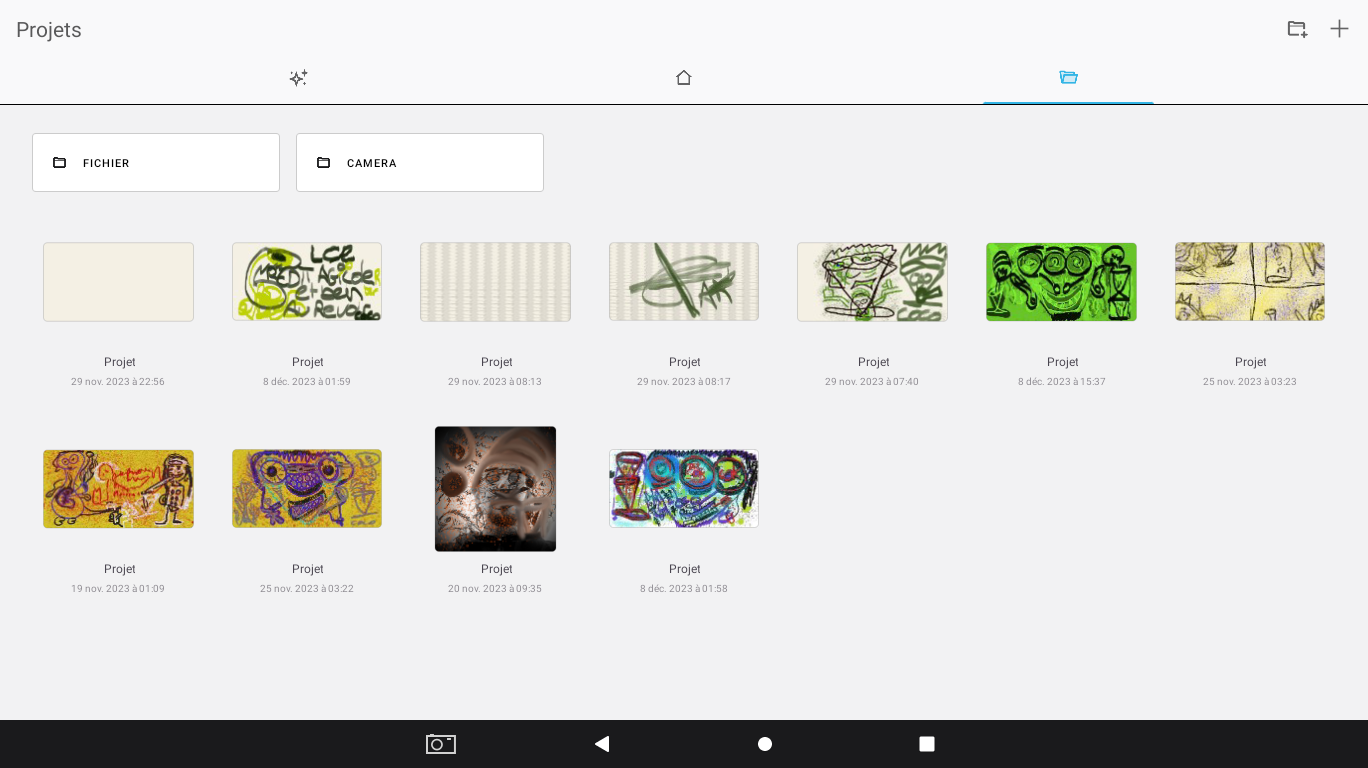 Projets
FICHIER
CAMERA
LCE
Projet
29 nov. 2023 à 22:56
Projet
8 déc. 2023 à 01:59
Projet
29 nov. 2023 à 08:13
Projet
29 nov. 2023 à 08:17
Projet
29 nov. 2023 à 07:40
Projet
8 déc. 2023 à 15:37
Projet
25 nov. 2023 à 03:23
Projet
19 nov. 2023 à 01:09
Projet
25 nov. 2023 à 03:22
Projet
20 nov. 2023 à 09:35
Projet
8 déc. 2023 à 01:58